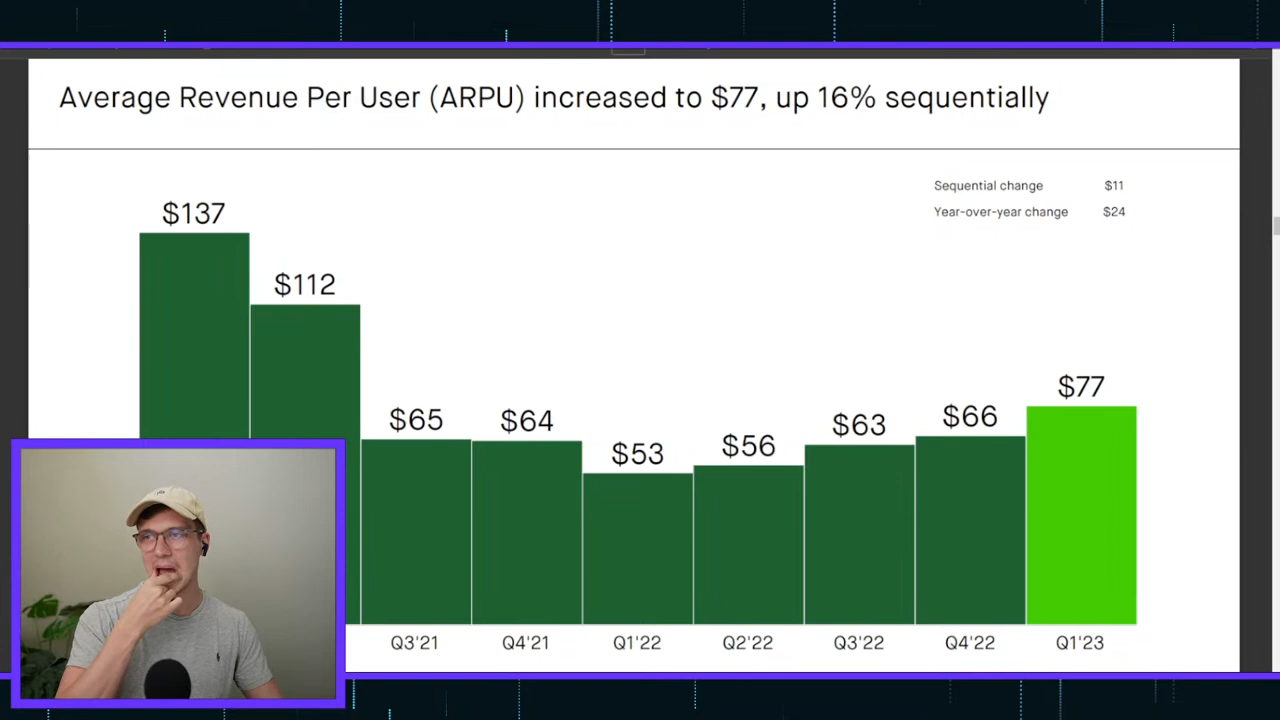 Average Revenue Per User (ARPU) increased to $77, up 16% sequentially
Sequential change $11
Year-over-year change $24
$137
$112
$65
$64
$53
$56
$63
$66
$77
Q3'21
Q4'21
Q1'22
Q2'22
Q3'22
Q4'22
Q1'23